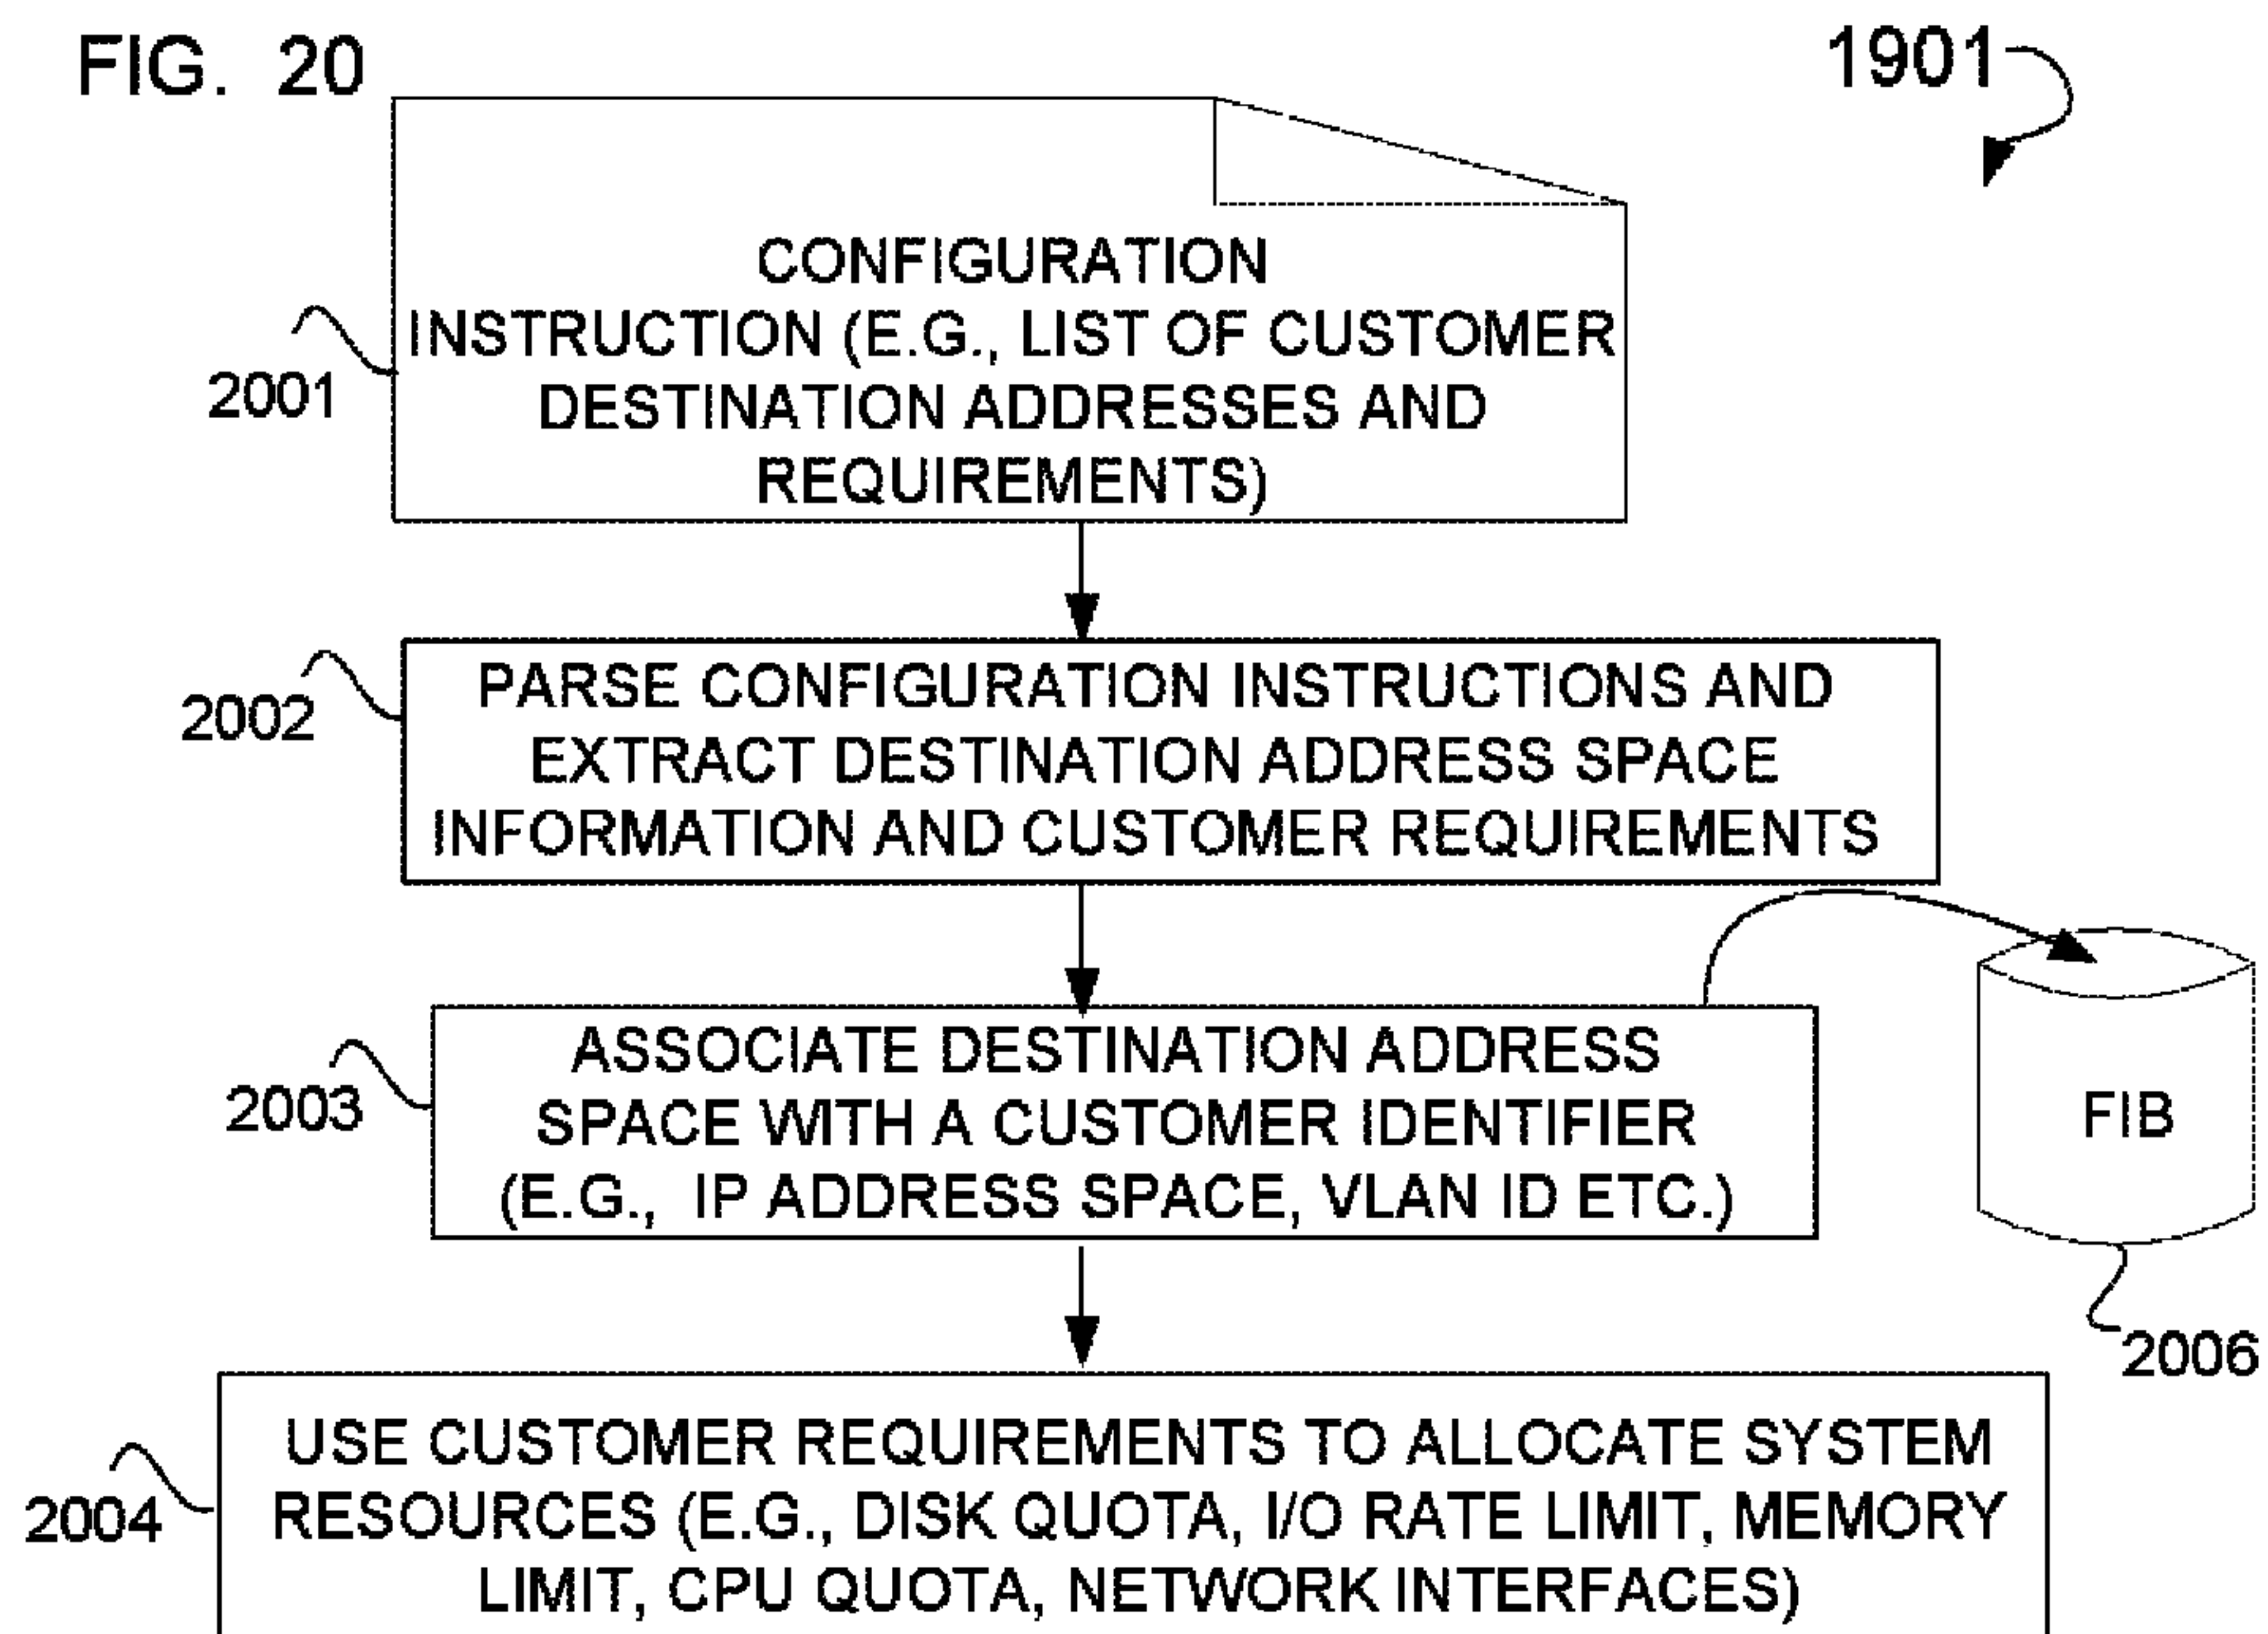 FIG. 20
1901
CONFIGURATION
INSTRUCTION (E.G., LIST OF CUSTOMER
DESTINATION ADDRESSES AND
REQUIREMENTS)
2001
PARSE CONFIGURATION INSTRUCTIONS AND
EXTRACT DESTINATION ADDRESS SPACE
INFORMATION AND CUSTOMER REQUIREMENTS
2002
ASSOCIATE DESTINATION ADDRESS
SPACE WITH A CUSTOMER IDENTIFIER
(E.G., IP ADDRESS SPACE, VLAN ID ETC.)
2003
FIB
2006
USE CUSTOMER REQUIREMENTS TO ALLOCATE SYSTEM
RESOURCES (E.G., DISK QUOTA, I/O RATE LIMIT, MEMORY
LIMIT, CPU QUOTA, NETWORK INTERFACES)
2004